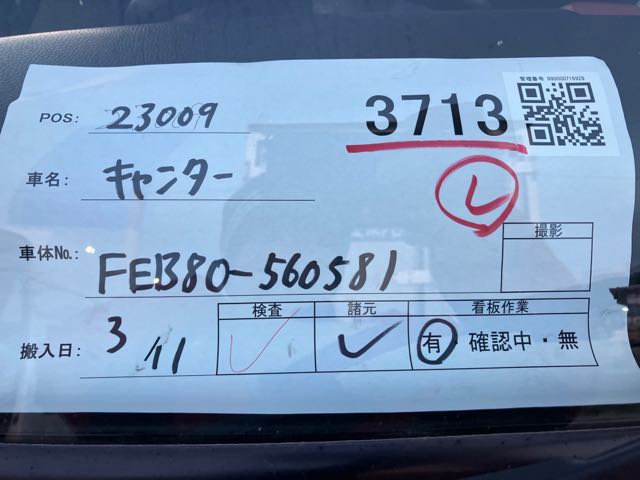 管理番号 990000716929
POS: 23009
3713
車名: キャンター
撮影
車体No.: FEB80-560581
検査 諸元 看板作業
搬入日: 3/11
有・確認中・無